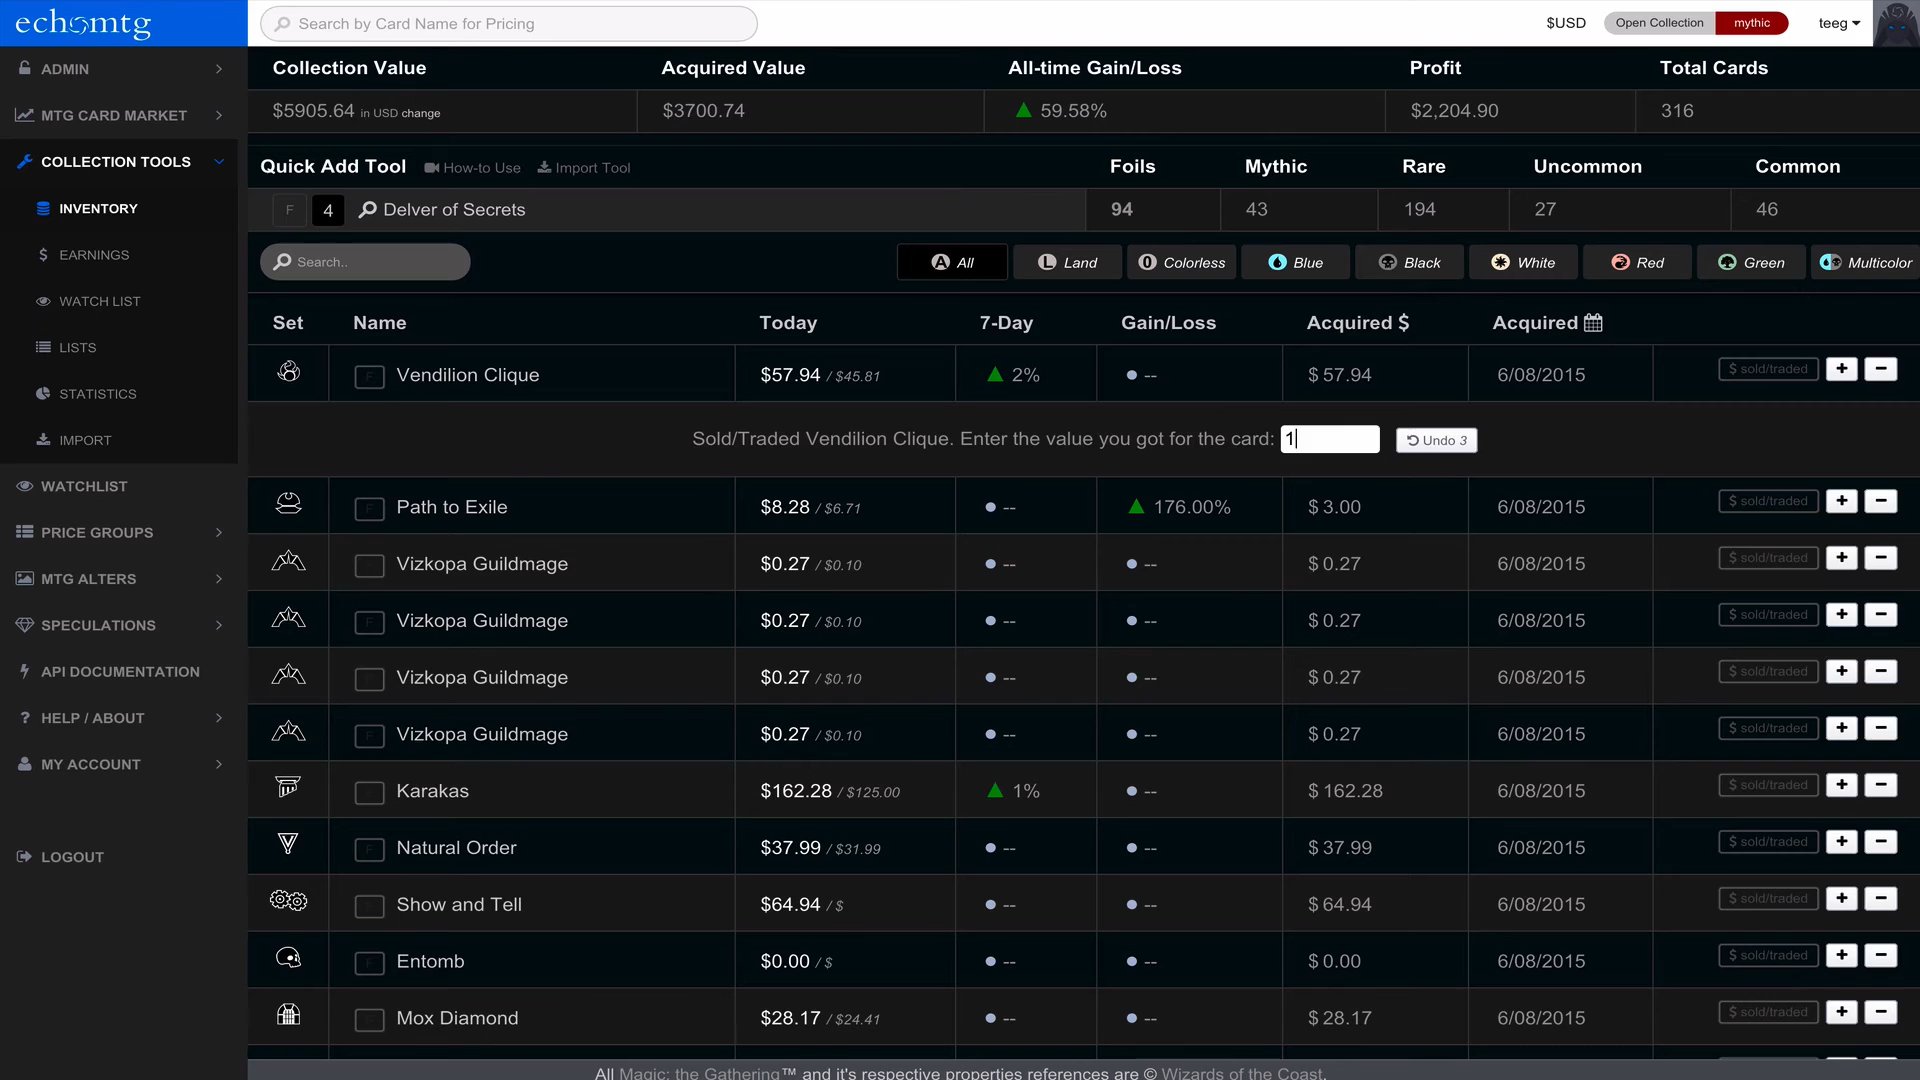 echomtg
Search by Card Name for Pricing
$USD
Open Collection
mythic
teeg
ADMIN
MTG CARD MARKET
COLLECTION TOOLS
INVENTORY
EARNINGS
WATCH LIST
LISTS
STATISTICS
IMPORT
WATCHLIST
PRICE GROUPS
MTG ALTERS
SPECULATIONS
API DOCUMENTATION
HELP / ABOUT
MY ACCOUNT
LOGOUT
Collection Value Acquired Value All-time Gain/Loss Profit Total Cards
$5905.64 in USD change $3700.74 59.58% $2,204.90 316
Quick Add Tool How-to Use Import Tool Foils Mythic Rare Uncommon Common
F 4 Delver of Secrets 94 43 194 27 46
Search.. All Land Colorless Blue Black White Red Green Multicolor
Set Name Today 7-Day Gain/Loss Acquired $ Acquired
F Vendilion Clique $57.94 / $45.81 2% -- $ 57.94 6/08/2015 $ sold/traded + -
Sold/Traded Vendilion Clique. Enter the value you got for the card: 1 Undo 3
F Path to Exile $8.28 / $6.71 -- 176.00% $ 3.00 6/08/2015 $ sold/traded + -
F Vizkopa Guildmage $0.27 / $0.10 -- -- $ 0.27 6/08/2015 $ sold/traded + -
F Vizkopa Guildmage $0.27 / $0.10 -- -- $ 0.27 6/08/2015 $ sold/traded + -
F Vizkopa Guildmage $0.27 / $0.10 -- -- $ 0.27 6/08/2015 $ sold/traded + -
F Vizkopa Guildmage $0.27 / $0.10 -- -- $ 0.27 6/08/2015 $ sold/traded + -
F Karakas $162.28 / $125.00 1% -- $ 162.28 6/08/2015 $ sold/traded + -
F Natural Order $37.99 / $31.99 -- -- $ 37.99 6/08/2015 $ sold/traded + -
F Show and Tell $64.94 / $ -- -- $ 64.94 6/08/2015 $ sold/traded + -
F Entomb $0.00 / $ -- -- $ 0.00 6/08/2015 $ sold/traded + -
F Mox Diamond $28.17 / $24.41 -- -- $ 28.17 6/08/2015 $ sold/traded + -
All Magic: the Gathering™ and it's respective properties references are © Wizards of the Coast.